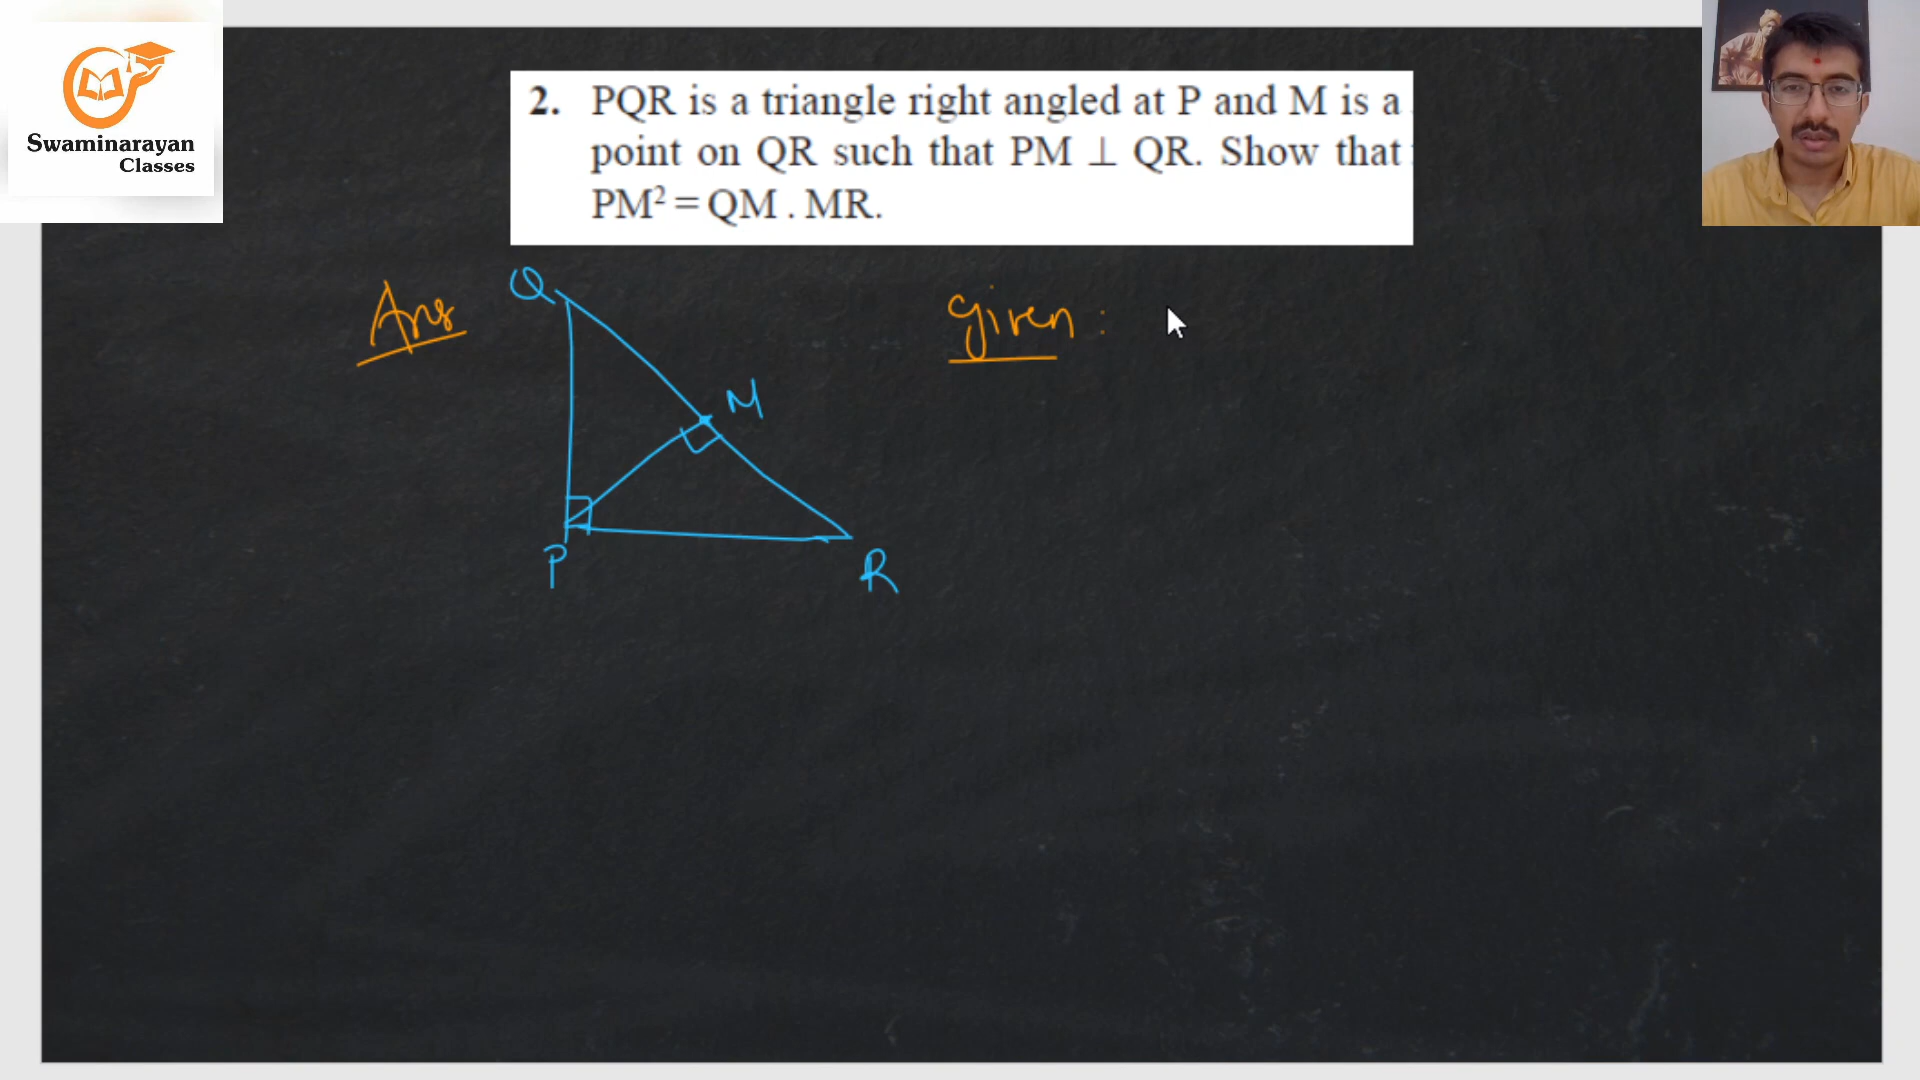 Swaminarayan
Classes
2. PQR is a triangle right angled at P and M is a
point on QR such that PM ⊥ QR. Show that
PM² = QM . MR.
Ans
Q
Given :
M
P
R